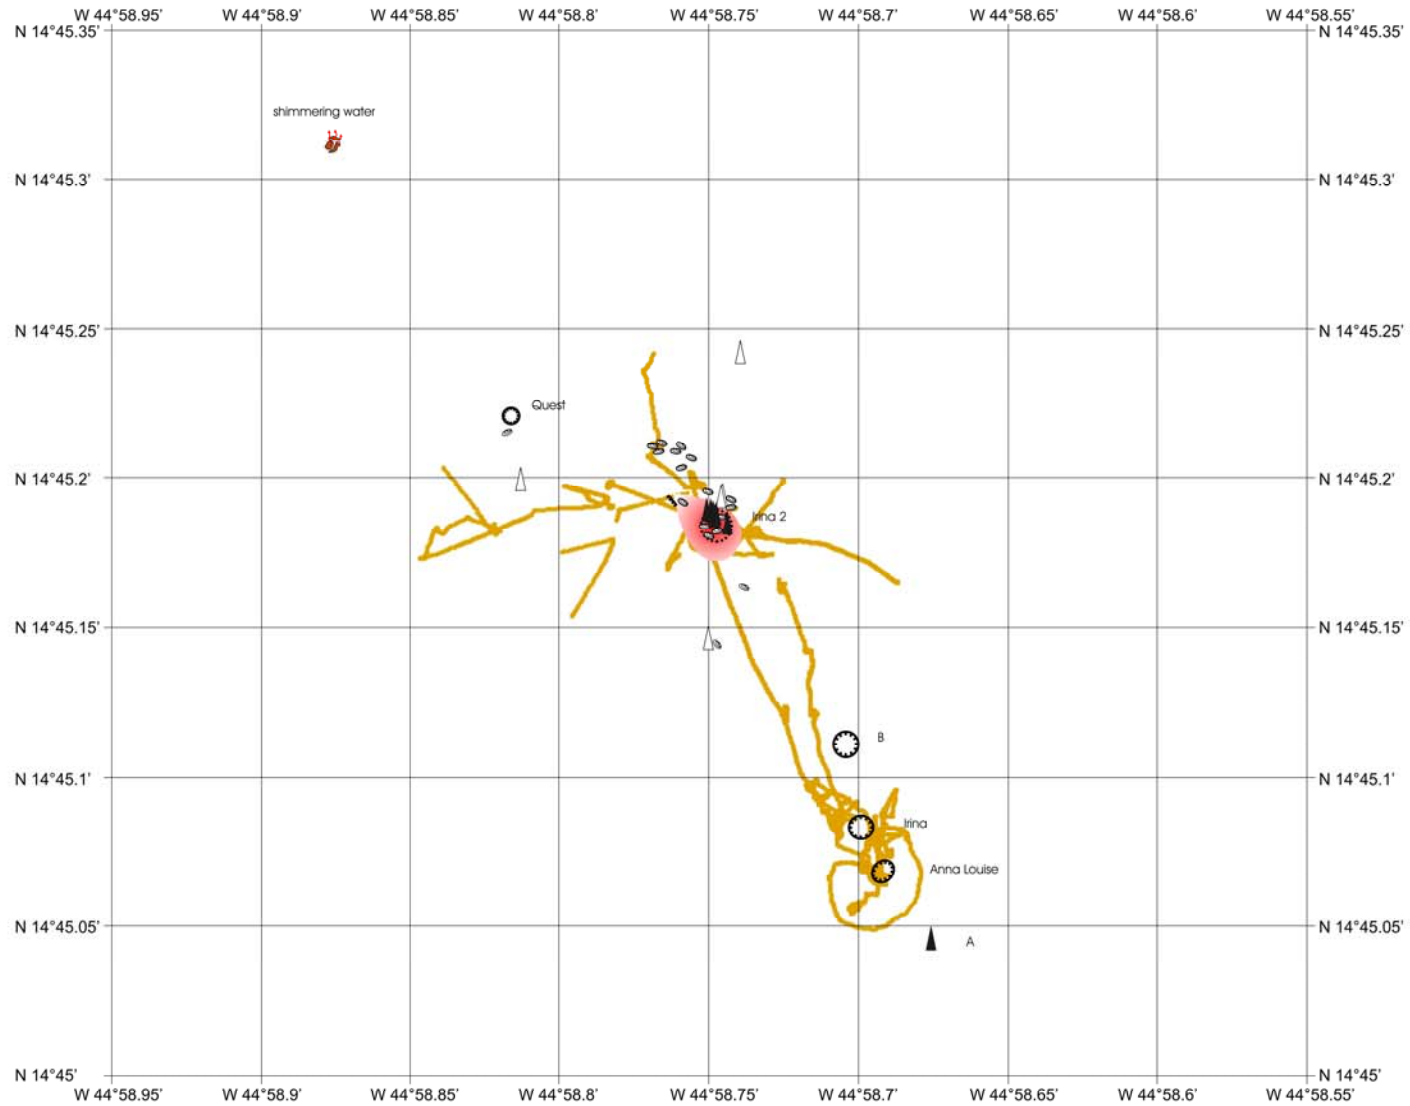 W 44°58.95' W 44°58.9' W 44°58.85' W 44°58.8' W 44°58.75' W 44°58.7' W 44°58.65' W 44°58.6' W 44°58.55'
N 14°45.35' N 14°45.35'
shimmering water
N 14°45.3' N 14°45.3'
N 14°45.25' N 14°45.25'
Quest
N 14°45.2' N 14°45.2'
Irina 2
N 14°45.15' N 14°45.15'
B
N 14°45.1' N 14°45.1'
Irina
Anna Louise
N 14°45.05' N 14°45.05'
A
N 14°45' N 14°45'
W 44°58.95' W 44°58.9' W 44°58.85' W 44°58.8' W 44°58.75' W 44°58.7' W 44°58.65' W 44°58.6' W 44°58.55'